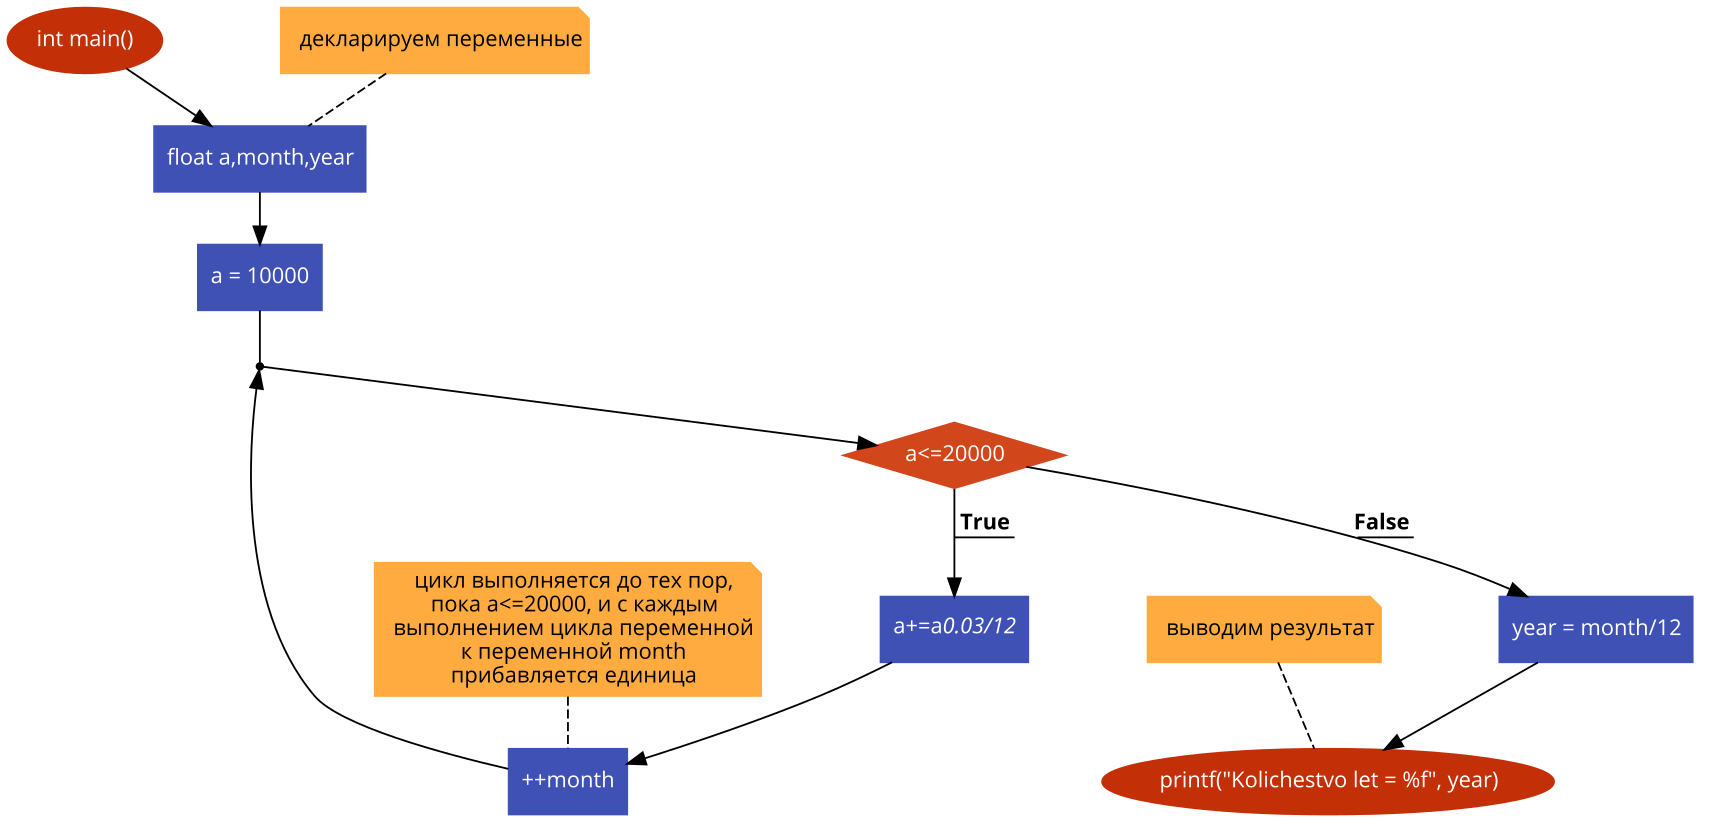 int main()
декларируем переменные
float a,month,year
a = 10000
a<=20000
True
False
цикл выполняется до тех пор,
пока a<=20000, и с каждым
выполнением цикла переменной
к переменной month
прибавляется единица
a+=a0.03/12
выводим результат
year = month/12
++month
printf("Kolichestvo let = %f", year)